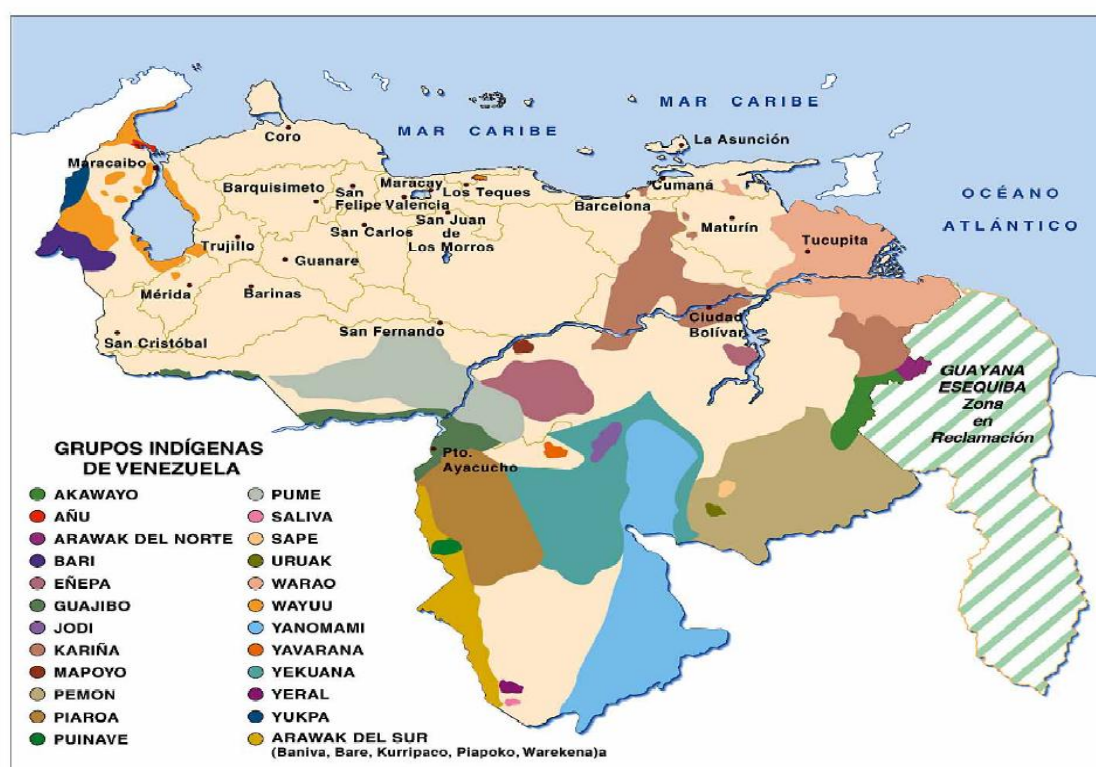 MAR CARIBE
MAR CARIBE
La Asunción
Coro
Maracaibo
Cumaná
OCÉANO
ATLÁNTICO
Barquisimeto
San
Felipe
Maracay
Valencia
Los Teques
Barcelona
San Juan
de
Los Morros
San Carlos
Maturín
Tucupita
Trujillo
Guanare
Mérida
Barinas
San Fernando
Ciudad
Bolívar
San Cristóbal
GUAYANA
ESEQUIBA
Zona
en
Reclamación
Pto.
Ayacucho
GRUPOS INDÍGENAS
DE VENEZUELA
AKAWAYO
AÑU
ARAWAK DEL NORTE
BARI
EÑEPA
GUAJIBO
JODI
KARIÑA
MAPOYO
PEMON
PIAROA
PUINAVE
PUME
SALIVA
SAPE
URUAK
WARAO
WAYUU
YANOMAMI
YAVARANA
YEKUANA
YERAL
YUKPA
ARAWAK DEL SUR
(Baniva, Bare, Kurripaco, Piapoko, Warekena)a